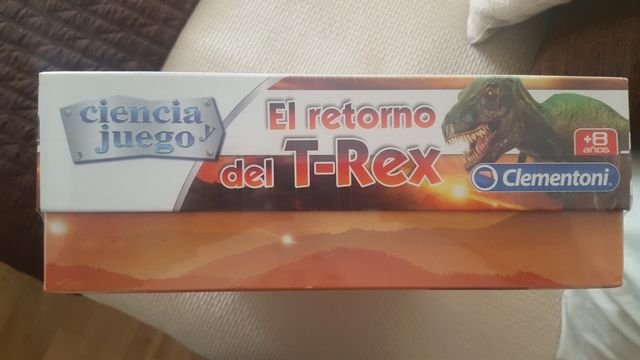 ciencia y
juego
El retorno
del T-Rex
+8
años
Clementoni